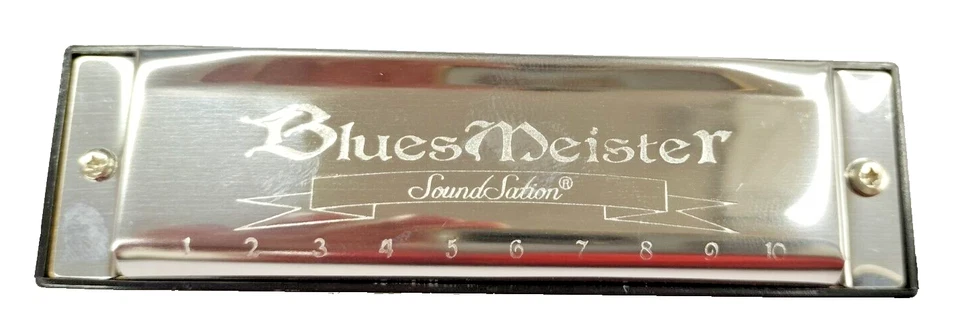 BluesMeister
SoundSation®
1 2 3 4 5 6 7 8 9 10